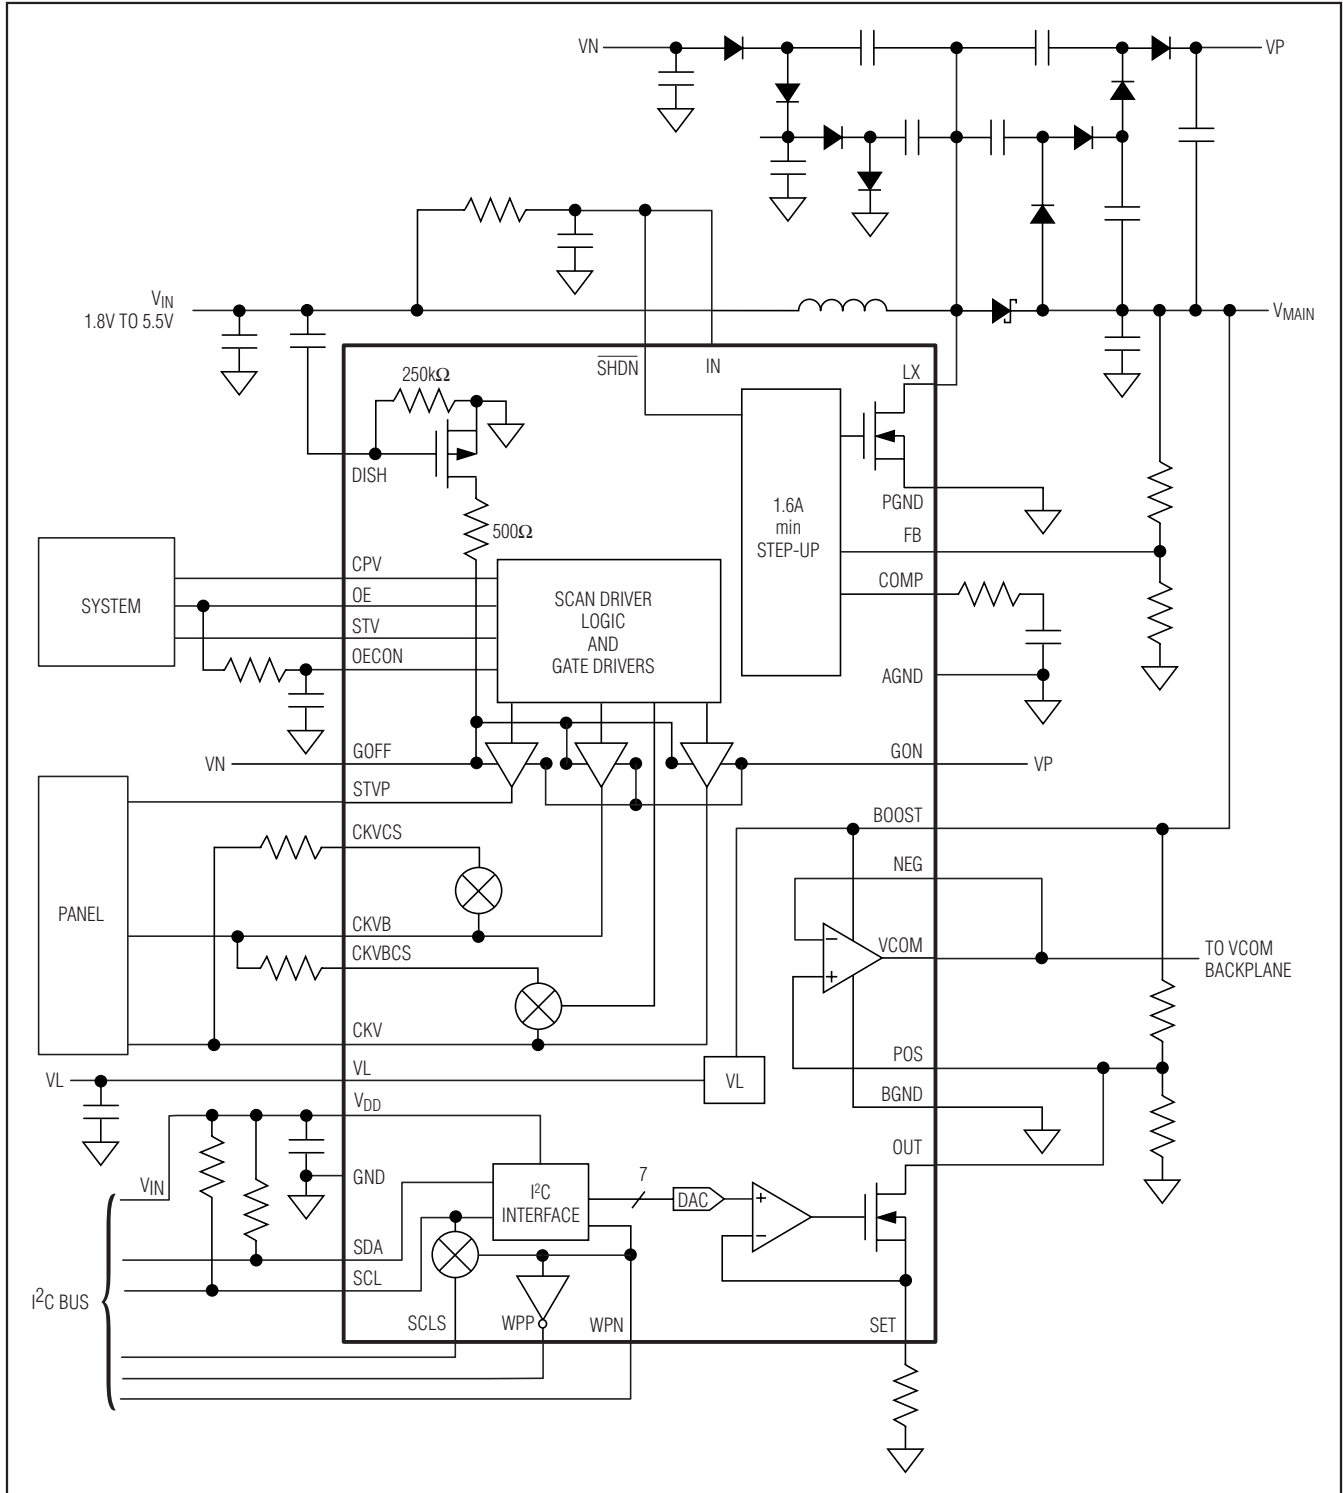 VN
VP
VIN
1.8V TO 5.5V
VMAIN
SHDN
IN
LX
250kΩ
DISH
PGND
1.6A
min
STEP-UP
500Ω
FB
CPV
COMP
SYSTEM
OE
SCAN DRIVER
LOGIC
AND
GATE DRIVERS
STV
OECON
AGND
VN
GOFF
GON
VP
STVP
BOOST
CKVCS
NEG
PANEL
CKVB
−
VCOM
TO VCOM
BACKPLANE
CKVBCS
+
CKV
POS
VL
VL
VL
BGND
VDD
OUT
VIN
GND
I2C
INTERFACE
7
DAC
+
−
SDA
SCL
I2C BUS
SCLS
WPP
WPN
SET